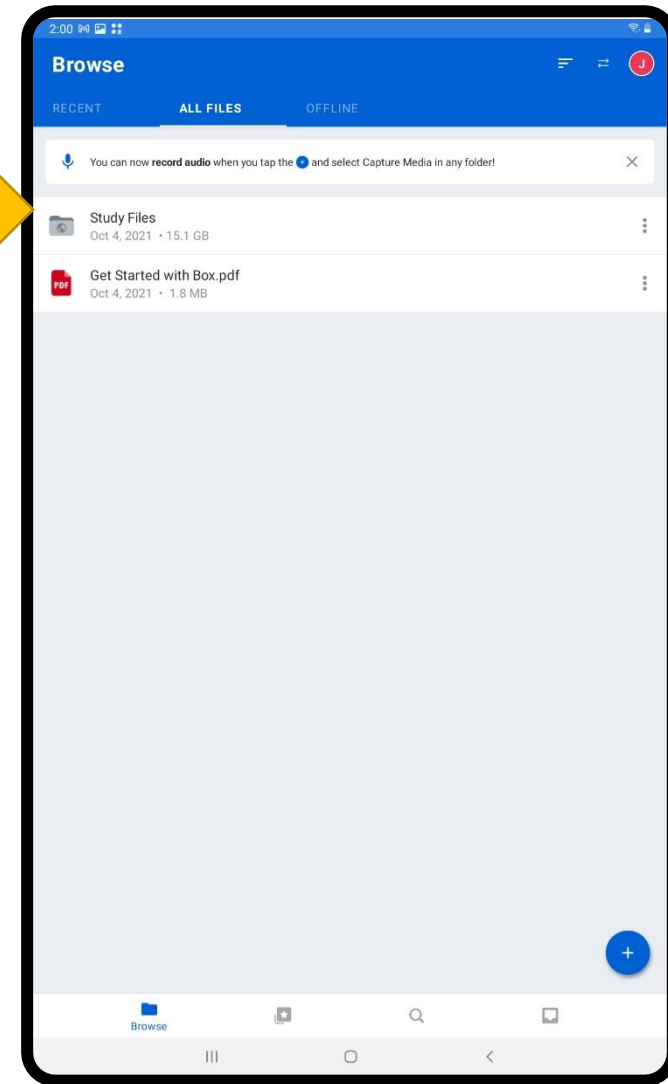 2:00
Browse
J
RECENT ALL FILES OFFLINE
You can now record audio when you tap the + and select Capture Media in any folder!
Study Files
Oct 4, 2021 • 15.1 GB
PDF
Get Started with Box.pdf
Oct 4, 2021 • 1.8 MB
+
Browse